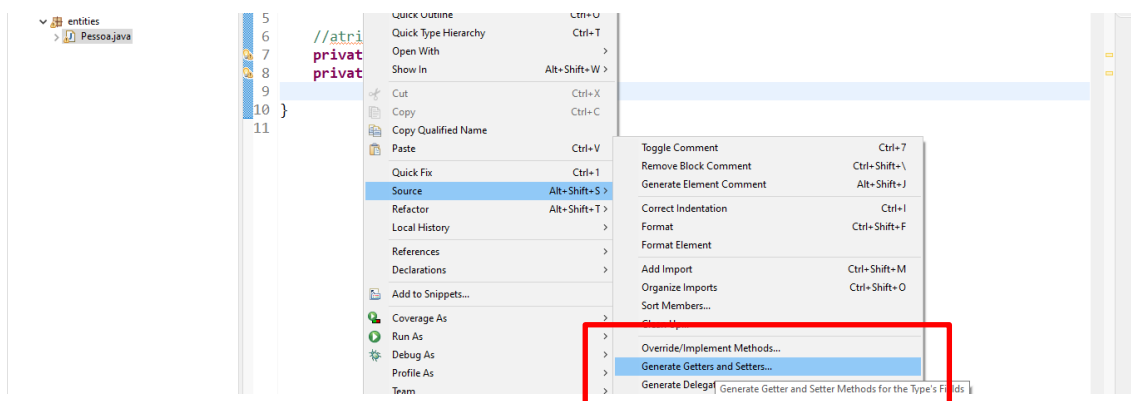 entities
Pessoa.java
5
6 //atri
7 privat
8 privat
9
10 }
11
Quick Outline Ctrl+O
Quick Type Hierarchy Ctrl+T
Open With >
Show In Alt+Shift+W >
Cut Ctrl+X
Copy Ctrl+C
Copy Qualified Name
Paste Ctrl+V
Quick Fix Ctrl+1
Source Alt+Shift+S >
Refactor Alt+Shift+T >
Local History >
References >
Declarations >
Add to Snippets...
Coverage As >
Run As >
Debug As >
Profile As >
Team >
Toggle Comment Ctrl+7
Remove Block Comment Ctrl+Shift+\
Generate Element Comment Alt+Shift+J
Correct Indentation Ctrl+I
Format Ctrl+Shift+F
Format Element
Add Import Ctrl+Shift+M
Organize Imports Ctrl+Shift+O
Sort Members...
Clean Up...
Override/Implement Methods...
Generate Getters and Setters...
Generate Delegat
Generate Getter and Setter Methods for the Type's Fields